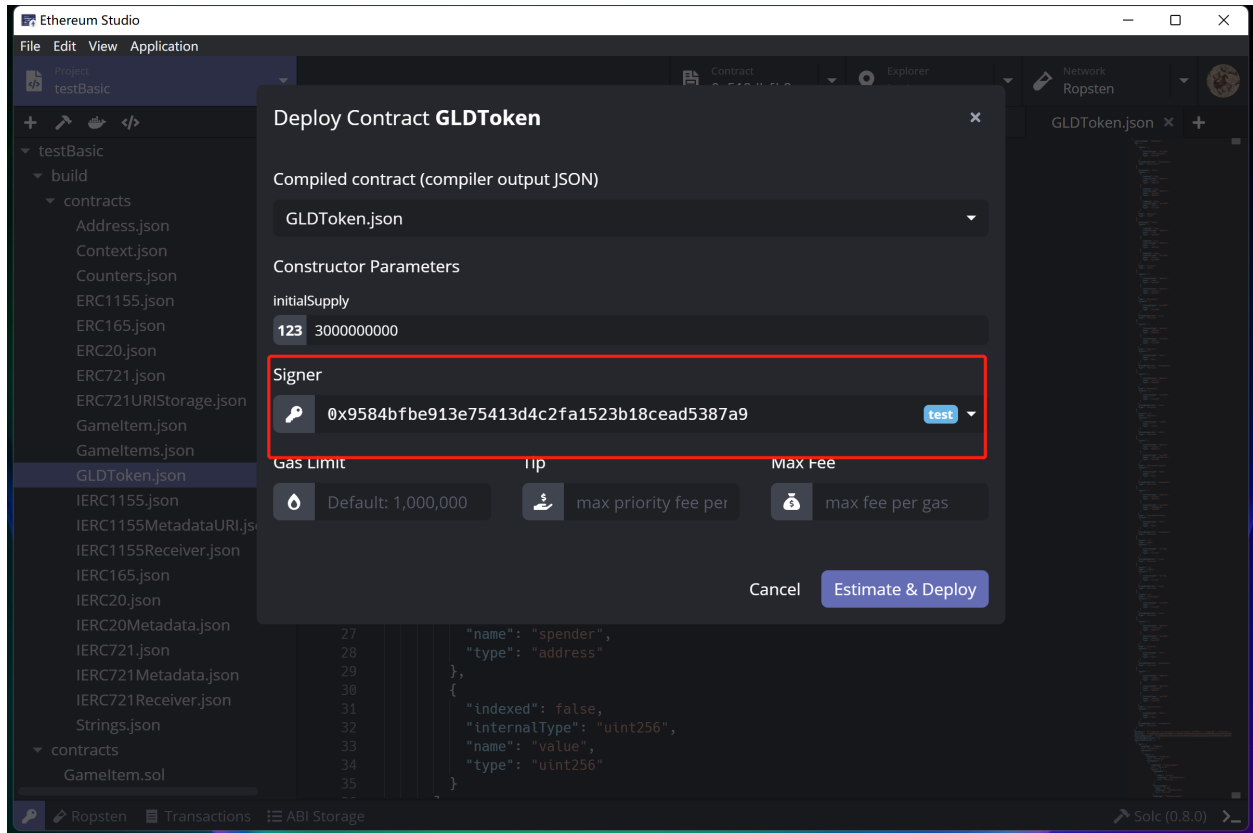 Ethereum Studio
File Edit View Application
Project
testBasic
Contract
Explorer
Network
Ropsten
Deploy Contract GLDToken
GLDToken.json
testBasic
build
contracts
Address.json
Context.json
Counters.json
ERC1155.json
ERC165.json
ERC20.json
ERC721.json
ERC721URIStorage.json
GameItem.json
GameItems.json
GLDToken.json
IERC1155.json
IERC1155MetadataURI.js
IERC1155Receiver.json
IERC165.json
IERC20.json
IERC20Metadata.json
IERC721.json
IERC721Metadata.json
IERC721Receiver.json
Strings.json
contracts
GameItem.sol
Compiled contract (compiler output JSON)
GLDToken.json
Constructor Parameters
initialSupply
123 3000000000
Signer
0x9584bfbe913e75413d4c2fa1523b18cead5387a9 test
Gas Limit Tip Max Fee
Default: 1,000,000 max priority fee per max fee per gas
Cancel Estimate & Deploy
27 "name": "spender",
28 "type": "address"
29 },
30 {
31 "indexed": false,
32 "internalType": "uint256",
33 "name": "value",
34 "type": "uint256"
35 }
Ropsten Transactions ABI Storage Solc (0.8.0)